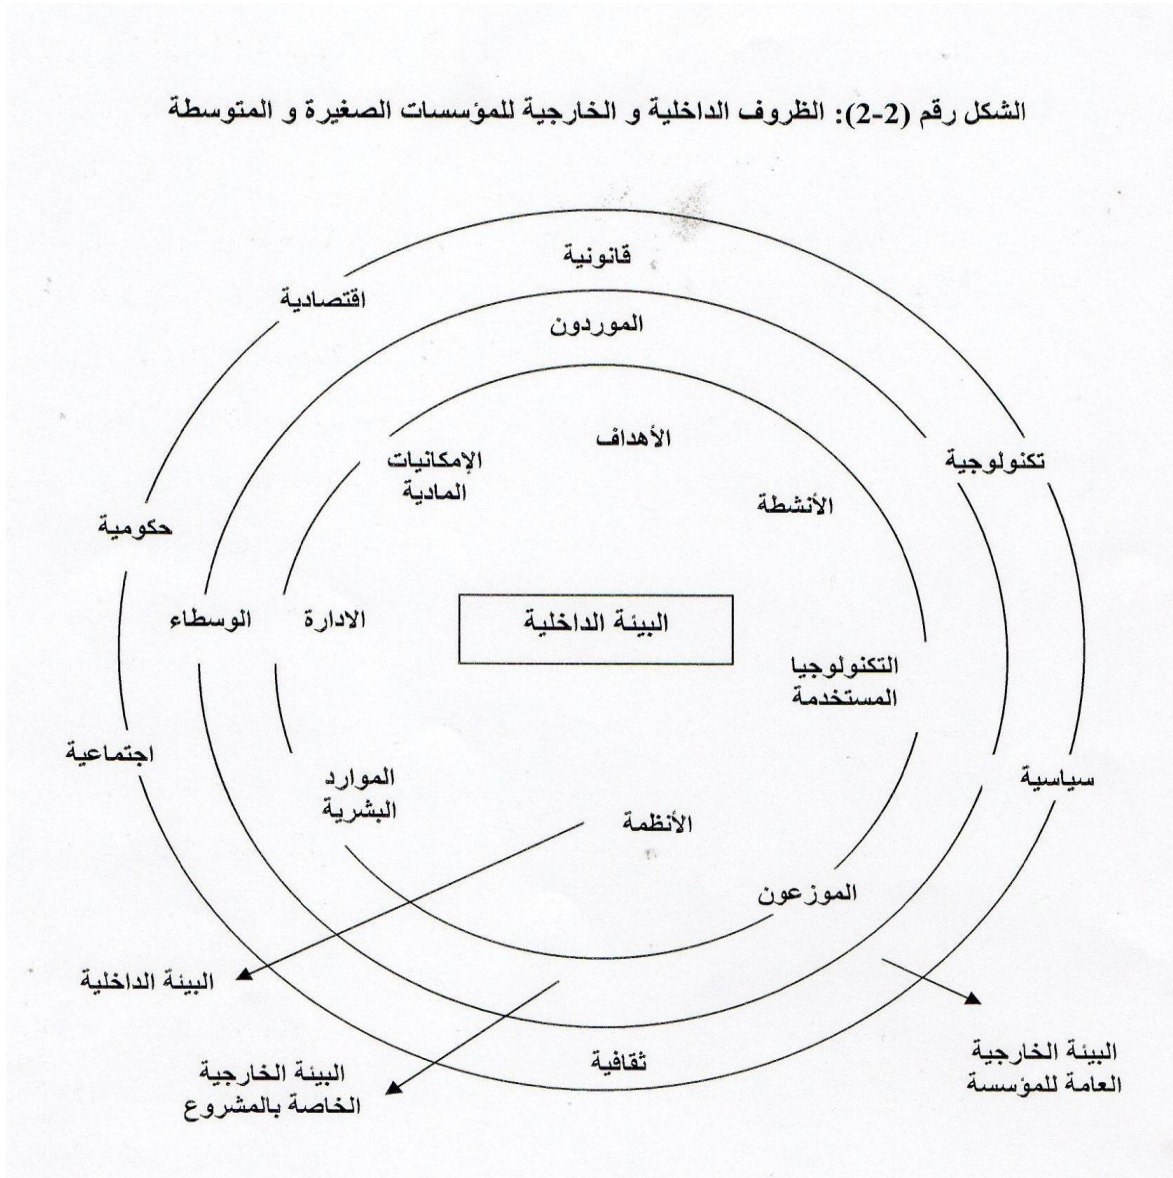 الشكل رقم (2-2): الظروف الداخلية و الخارجية للمؤسسات الصغيرة و المتوسطة
قانونية
اقتصادية
الموردون
الأهداف
تكنولوجية
الإمكانيات
المادية
الأنشطة
حكومية
البيئة الداخلية
الادارة
الوسطاء
التكنولوجيا
المستخدمة
اجتماعية
سياسية
الموارد
البشرية
الأنظمة
الموزعون
البيئة الداخلية
ثقافية
البيئة الخارجية
العامة للمؤسسة
البيئة الخارجية
الخاصة بالمشروع